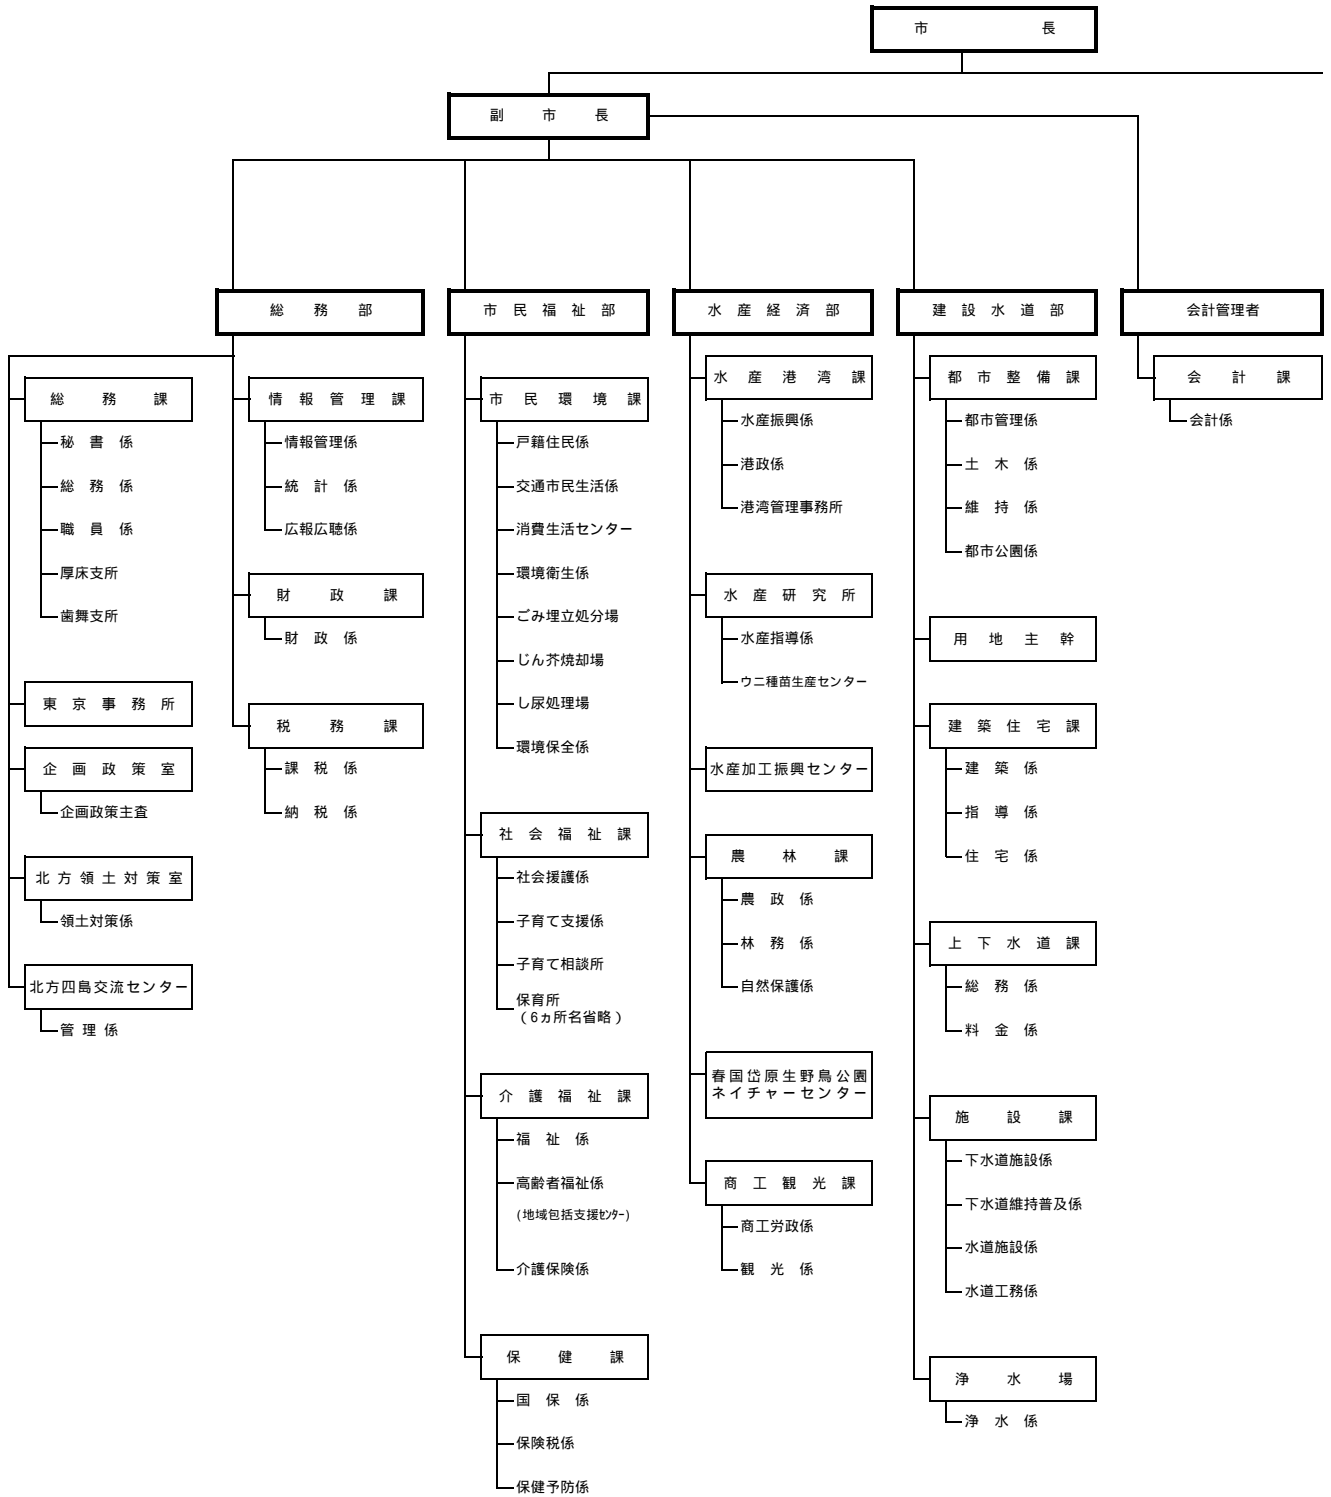 市長
副市長
総務部
市民福祉部
水産経済部
建設水道部
会計管理者
総務課
秘書係
総務係
職員係
厚床支所
歯舞支所
東京事務所
企画政策室
企画政策主査
北方領土対策室
領土対策係
北方四島交流センター
管理係
情報管理課
情報管理係
統計係
広報広聴係
財政課
財政係
税務課
課税係
納税係
市民環境課
戸籍住民係
交通市民生活係
消費生活センター
環境衛生係
ごみ埋立処分場
じん芥焼却場
し尿処理場
環境保全係
社会福祉課
社会援護係
子育て支援係
子育て相談所
保育所
(6ヵ所名省略)
介護福祉課
福祉係
高齢者福祉係
(地域包括支援ｾﾝﾀｰ)
介護保険係
保健課
国保係
保険税係
保健予防係
水産港湾課
水産振興係
港政係
港湾管理事務所
水産研究所
水産指導係
ウニ種苗生産センター
水産加工振興センター
農林課
農政係
林務係
自然保護係
春国岱原生野鳥公園
ネイチャーセンター
商工観光課
商工労政係
観光係
都市整備課
都市管理係
土木係
維持係
都市公園係
用地主幹
建築住宅課
建築係
指導係
住宅係
上下水道課
総務係
料金係
施設課
下水道施設係
下水道維持普及係
水道施設係
水道工務係
浄水場
浄水係
会計課
会計係